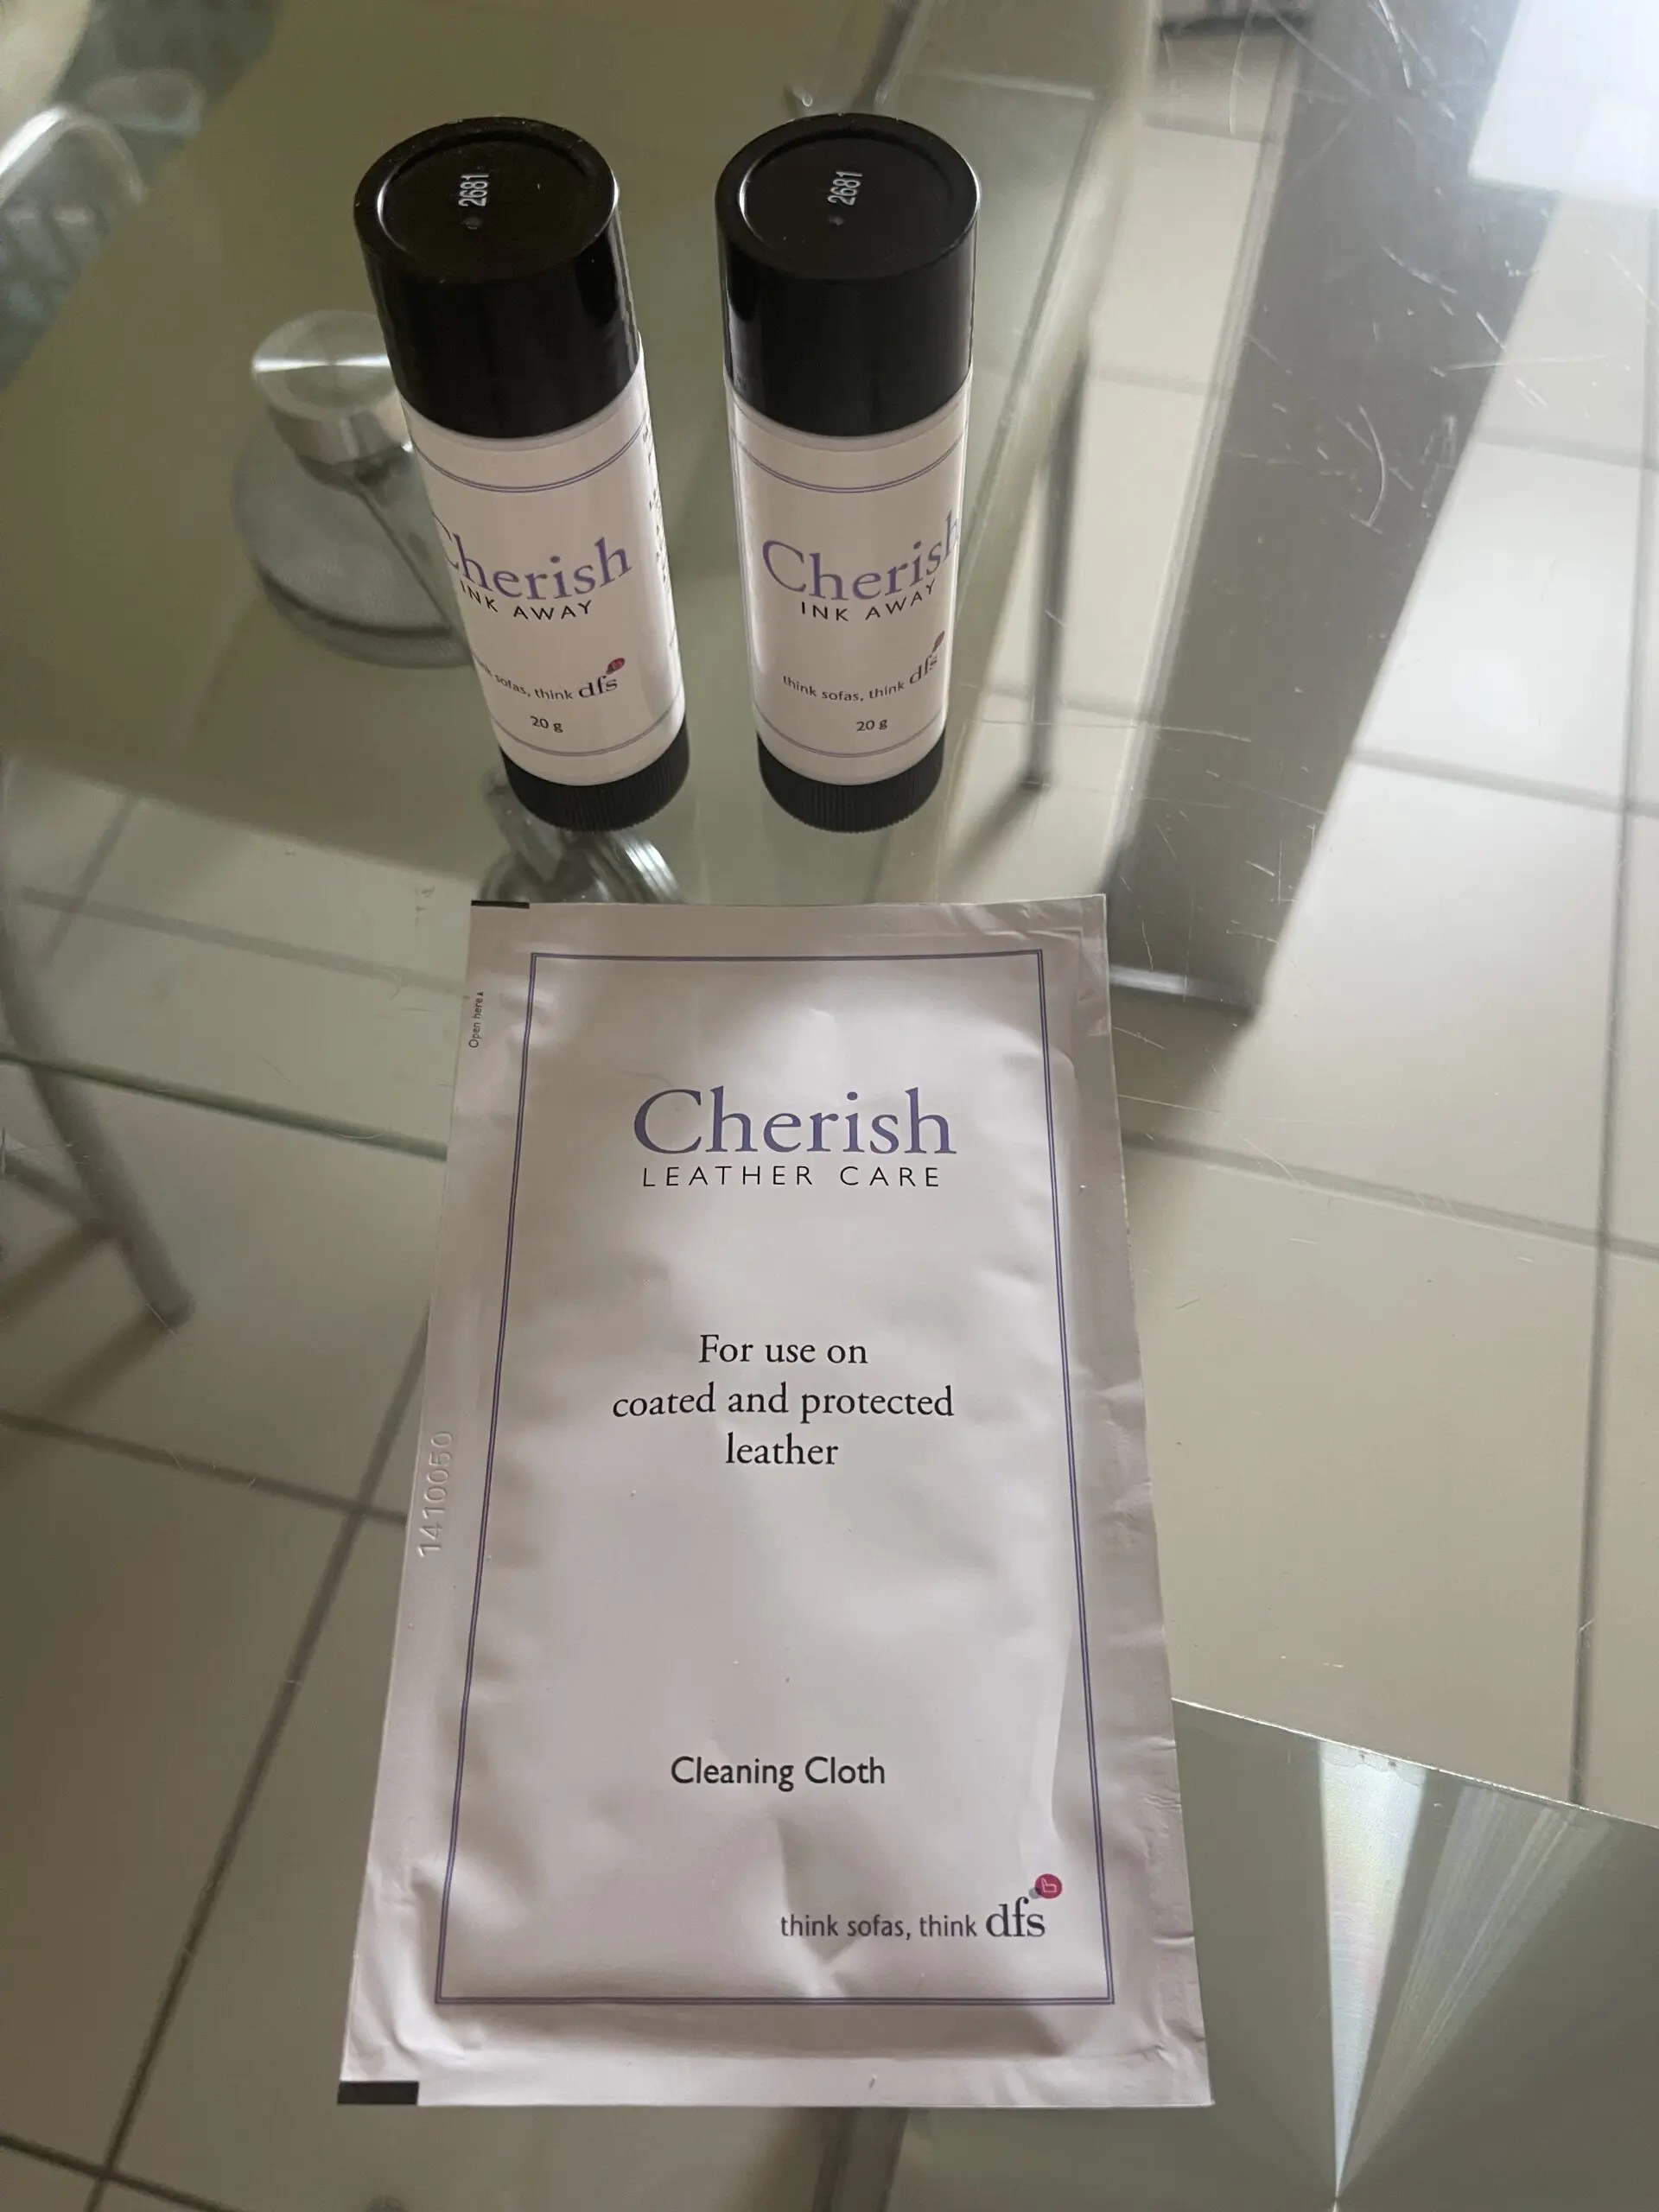 2681
Cherish
INK AWAY
sofas, think dfs
20 g
2681
Cherish
INK AWAY
think sofas, think dfs
20 g
Open here
Cherish
LEATHER CARE
For use on
coated and protected
leather
1410050
Cleaning Cloth
think sofas, think dfs